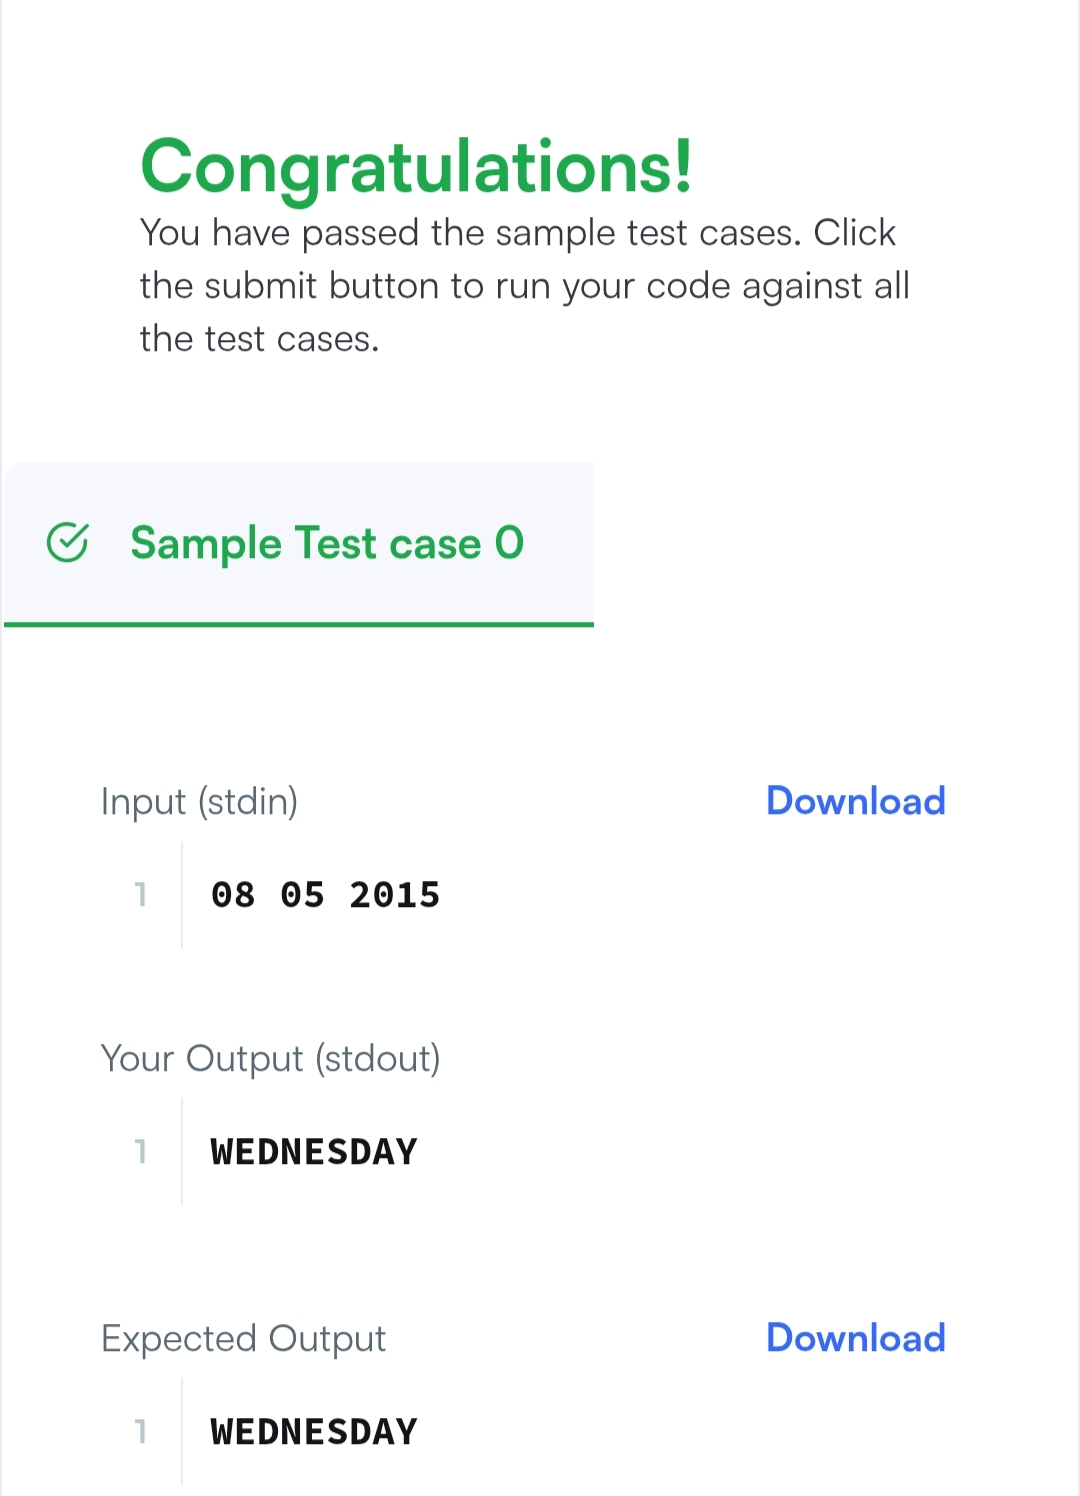 Congratulations!
You have passed the sample test cases. Click
the submit button to run your code against all
the test cases.
Sample Test case 0
Input (stdin)
Download
1
08 05 2015
Your Output (stdout)
1
WEDNESDAY
Expected Output
Download
1
WEDNESDAY